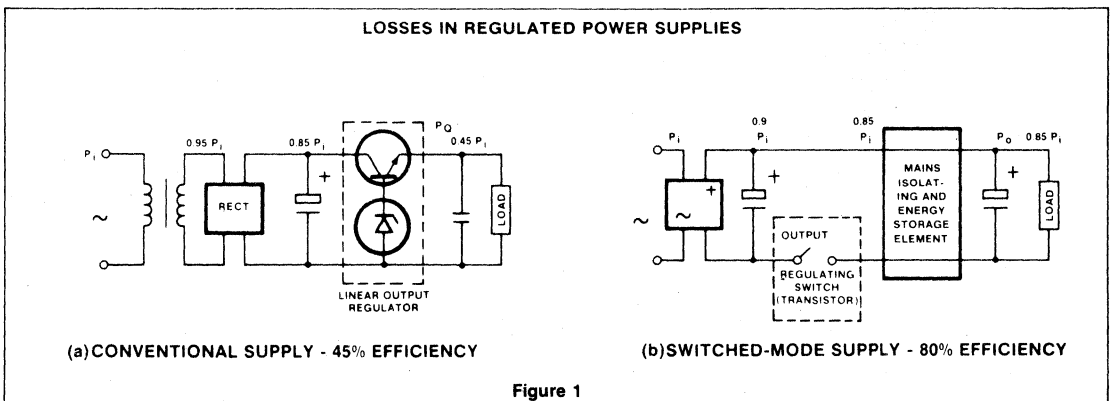 LOSSES IN REGULATED POWER SUPPLIES
Pi
0.95 Pi
0.85 Pi
+
PQ
0.45 Pi
~
RECT
LOAD
LINEAR OUTPUT
REGULATOR
(a) CONVENTIONAL SUPPLY - 45% EFFICIENCY
Pi
0.9
Pi
0.85
Pi
Po 0.85 Pi
+
+
+
~
~
MAINS
ISOLAT-
ING AND
ENERGY
STORAGE
ELEMENT
LOAD
OUTPUT
REGULATING
SWITCH
(TRANSISTOR)
(b) SWITCHED-MODE SUPPLY - 80% EFFICIENCY
Figure 1